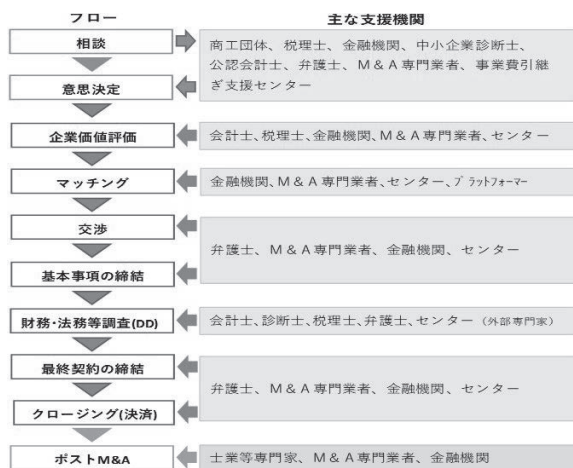 フロー
主な支援機関
相談
商工団体、税理士、金融機関、中小企業診断士、
公認会計士、弁護士、M&A専門業者、事業費引継
ぎ支援センター
意思決定
企業価値評価
会計士、税理士、金融機関、M&A専門業者、センター
マッチング
金融機関、M&A専門業者、センター、プラットフォーマー
交渉
弁護士、M&A専門業者、金融機関、センター
基本事項の締結
財務・法務等調査(DD)
会計士、診断士、税理士、弁護士、センター（外部専門家）
最終契約の締結
弁護士、M&A専門業者、金融機関、センター
クロージング(決済)
ポストM&A
士業等専門家、M&A専門業者、金融機関